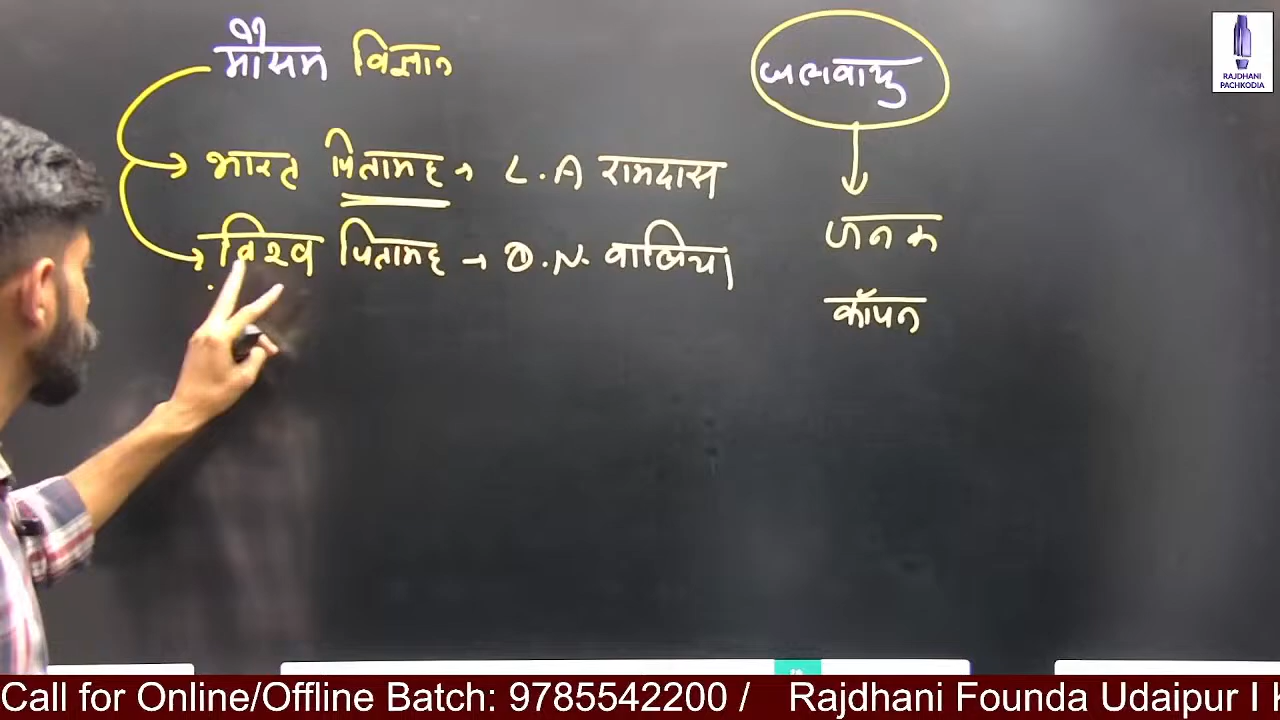 मौसम विज्ञान
भारत पितामह → L.A रामदास
विश्व पितामह → D.N. वालिया
जलवायु
जनक
कॉपन
RAJDHANI
PACHKODIA
Call for Online/Offline Batch: 9785542200 / Rajdhani Founda Udaipur I